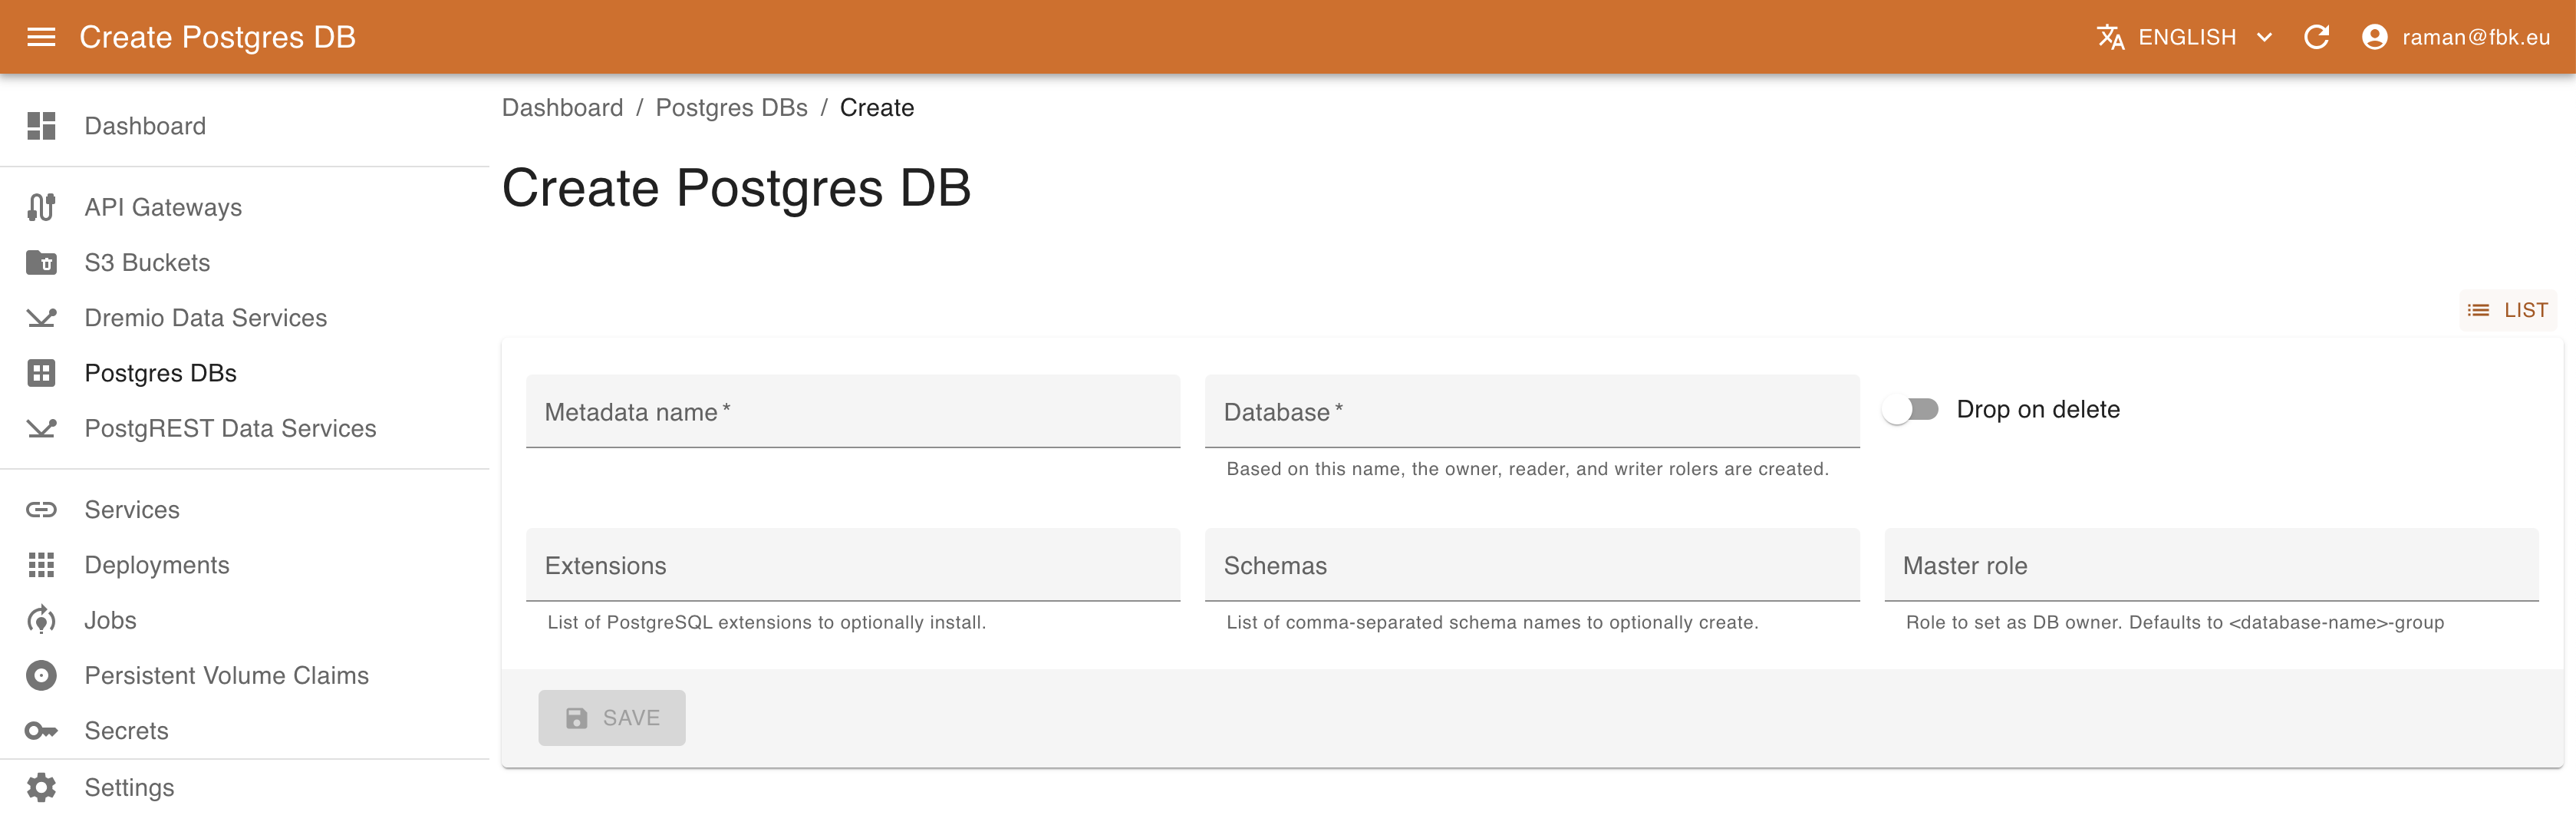 Create Postgres DB
ENGLISH
raman@fbk.eu
Dashboard
API Gateways
S3 Buckets
Dremio Data Services
Postgres DBs
PostgREST Data Services
Services
Deployments
Jobs
Persistent Volume Claims
Secrets
Settings
Dashboard / Postgres DBs / Create
Create Postgres DB
LIST
Metadata name *
Database *
Based on this name, the owner, reader, and writer rolers are created.
Drop on delete
Extensions
List of PostgreSQL extensions to optionally install.
Schemas
List of comma-separated schema names to optionally create.
Master role
Role to set as DB owner. Defaults to <database-name>-group
SAVE